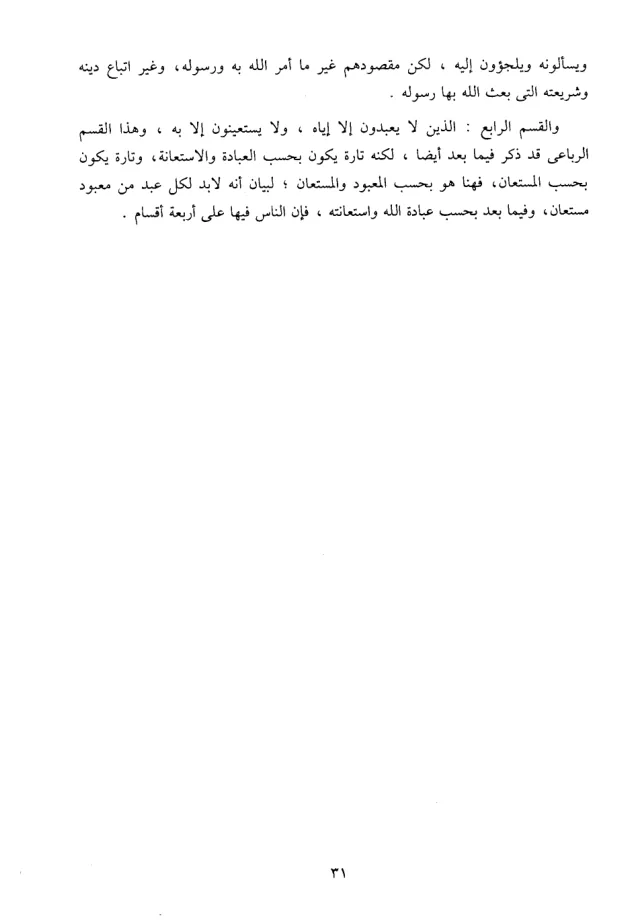 ويسألونه ويلجؤون إليه ، لكن مقصودهم غير ما أمر الله به ورسوله، وغير اتباع دينه
وشريعته التى بعث الله بها رسوله .
والقسم الرابع : الذين لا يعبدون إلا إياه ، ولا يستعينون إلا به ، وهذا القسم
الرباعى قد ذكر فيما بعد أيضا ، لكنه تارة يكون بحسب العبادة والاستعانة، وتارة يكون
بحسب المستعان، فهنا هو بحسب المعبود والمستعان ؛ لبيان أنه لابد لكل عبد من معبود
مستعان، وفيما بعد بحسب عبادة الله واستعانته ، فإن الناس فيها على أربعة أقسام .
٣١